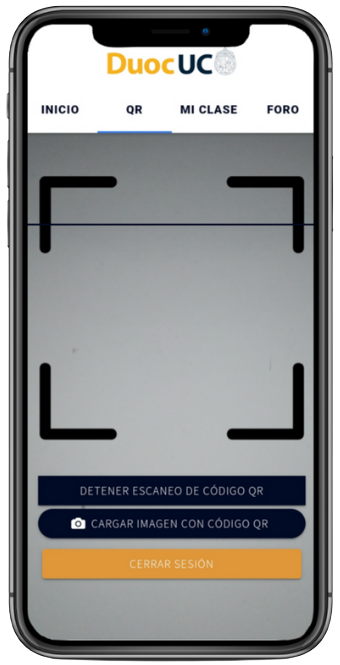 DuocUC
INICIO QR MI CLASE FORO
DETENER ESCANEO DE CÓDIGO QR
CARGAR IMAGEN CON CÓDIGO QR
CERRAR SESIÓN